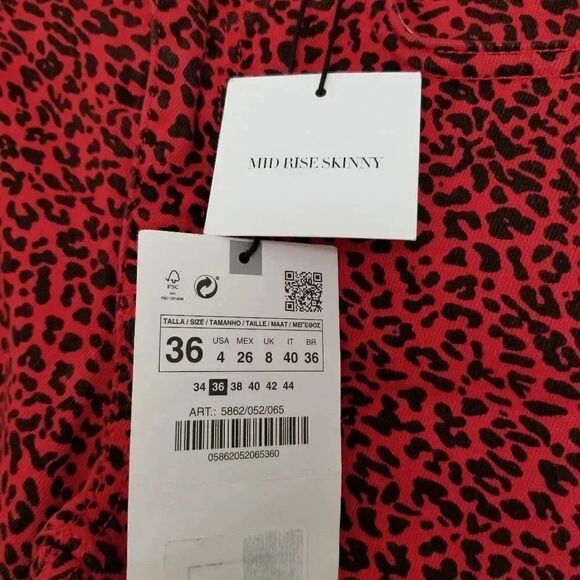 MID RISE SKINNY
FSC
TALLA / SIZE / TAMANHO / TAILLE / MAAT / ΜΕΓΕΘΟΣ
36 USA 4 MEX 26 UK 8 IT 40 BR 36
34 36 38 40 42 44
ART.: 5862/052/065
05862052065360